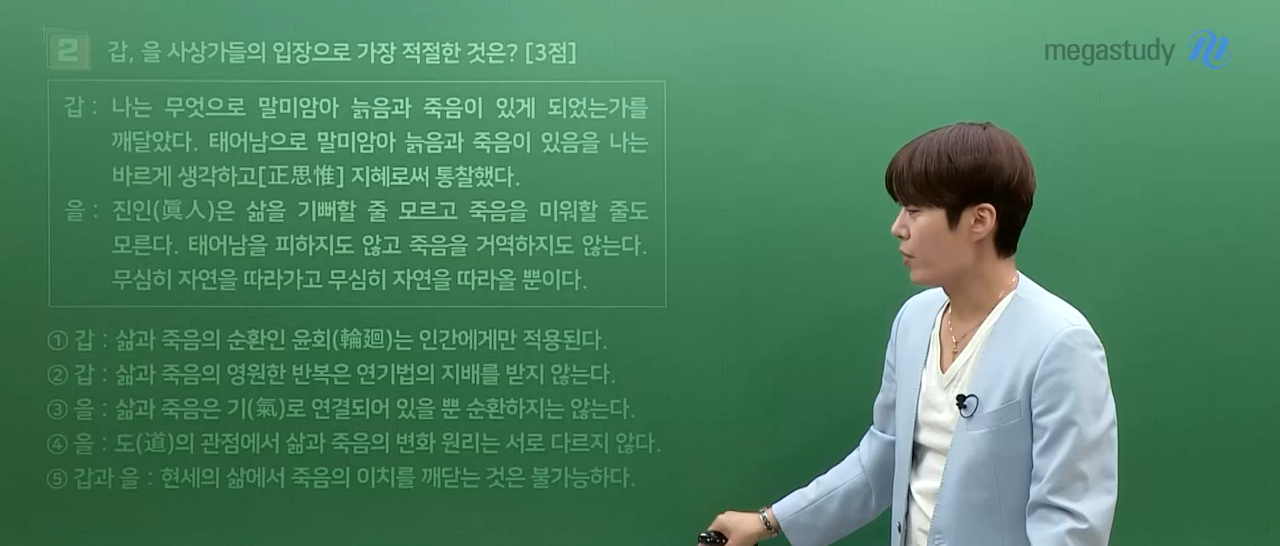 2 갑, 을 사상가들의 입장으로 가장 적절한 것은? [3점]
megastudy
갑 : 나는 무엇으로 말미암아 늙음과 죽음이 있게 되었는가를
깨달았다. 태어남으로 말미암아 늙음과 죽음이 있음을 나는
바르게 생각하고[正思惟] 지혜로써 통찰했다.
을 : 진인(眞人)은 삶을 기뻐할 줄 모르고 죽음을 미워할 줄도
모른다. 태어남을 피하지도 않고 죽음을 거역하지도 않는다.
무심히 자연을 따라가고 무심히 자연을 따라올 뿐이다.
① 갑 : 삶과 죽음의 순환인 윤회(輪廻)는 인간에게만 적용된다.
② 갑 : 삶과 죽음의 영원한 반복은 연기법의 지배를 받지 않는다.
③ 을 : 삶과 죽음은 기(氣)로 연결되어 있을 뿐 순환하지는 않는다.
④ 을 : 도(道)의 관점에서 삶과 죽음의 변화 원리는 서로 다르지 않다.
⑤ 갑과 을 : 현세의 삶에서 죽음의 이치를 깨닫는 것은 불가능하다.